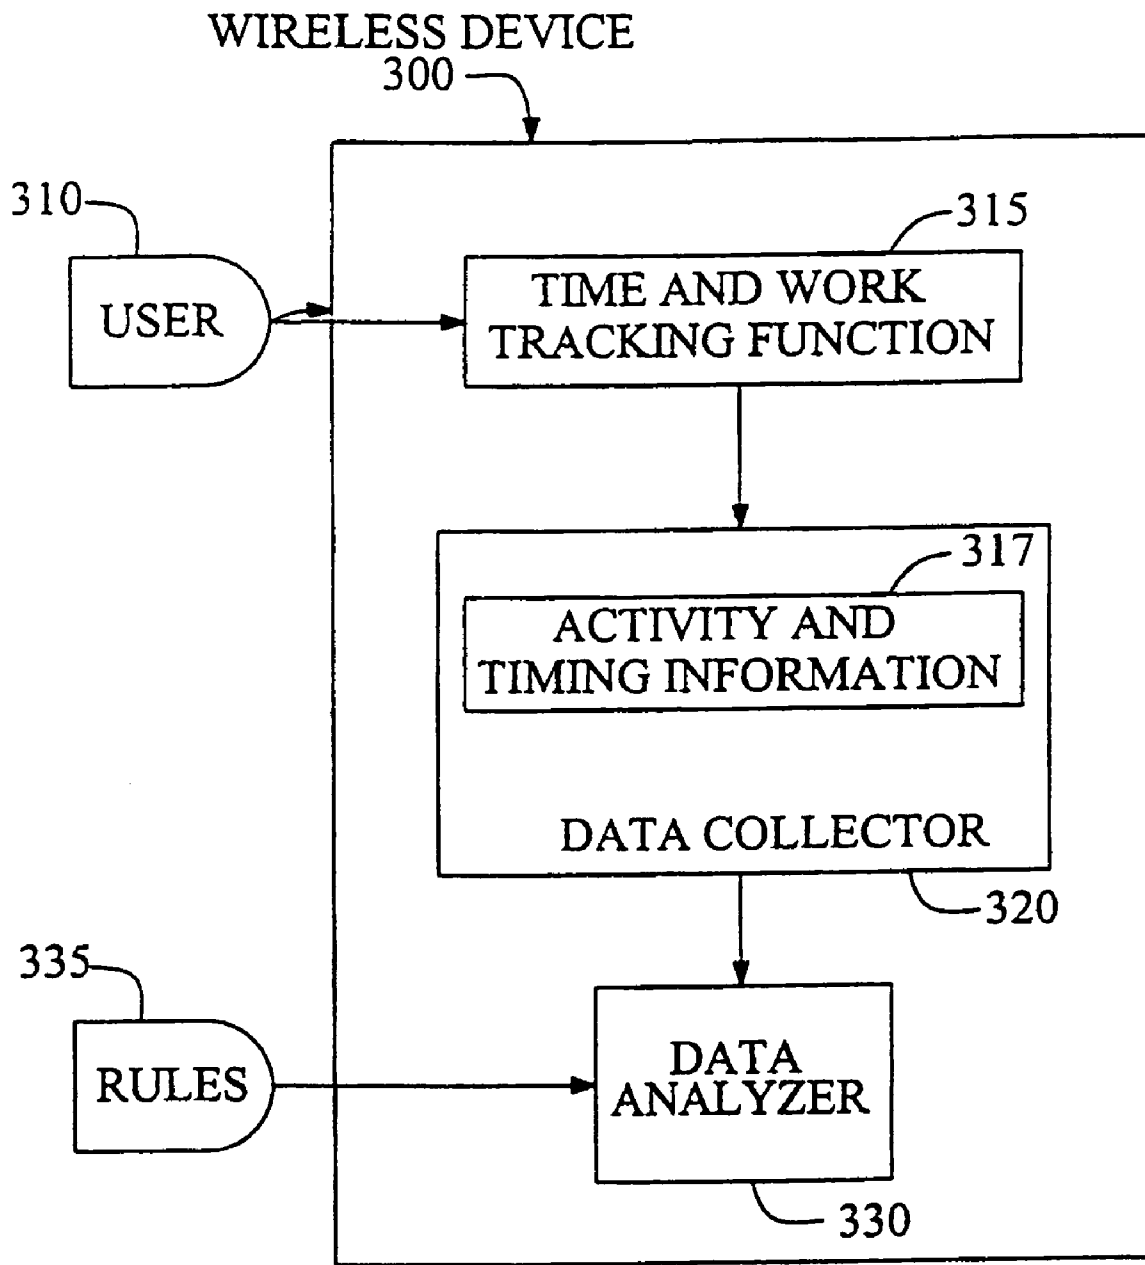 WIRELESS DEVICE
300
310
315
USER
TIME AND WORK
TRACKING FUNCTION
317
ACTIVITY AND
TIMING INFORMATION
DATA COLLECTOR
320
335
RULES
DATA
ANALYZER
330